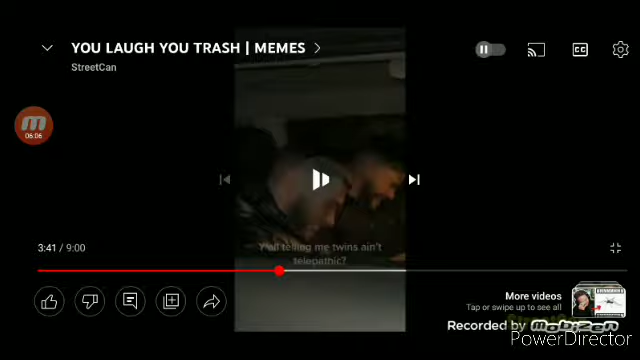 YOU LAUGH YOU TRASH | MEMES
StreetCan
CC
06:06
Y'all telling me twins ain't
telepathic?
3:41 / 9:00
More videos
Tap or swipe up to see all
Recorded by Mobizen
PowerDirector